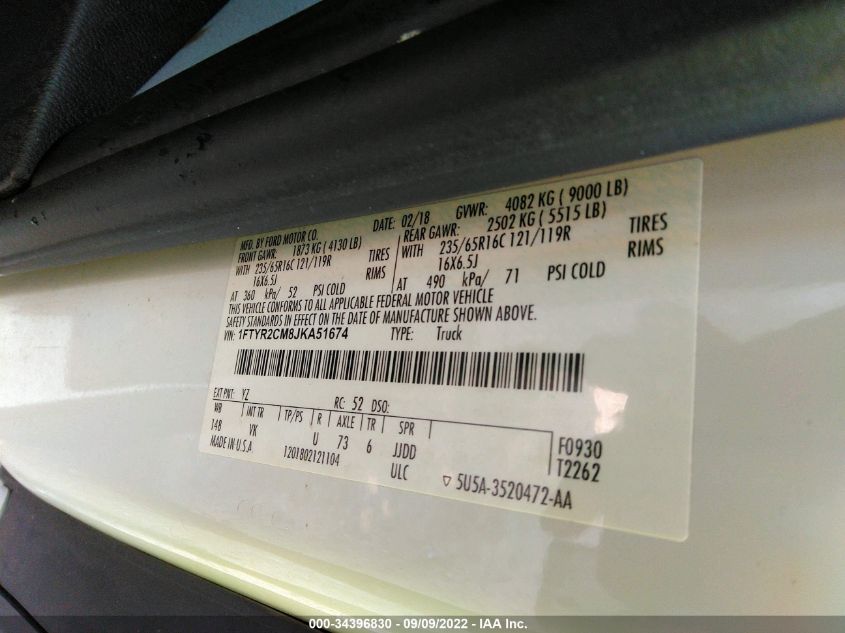 MFD. BY FORD MOTOR CO. DATE: 02/18 GVWR: 4082 KG ( 9000 LB)
FRONT GAWR: 1873 KG ( 4130 LB) REAR GAWR: 2502 KG ( 5515 LB)
WITH 235/65R16C 121/119R TIRES WITH 235/65R16C 121/119R TIRES
16X6.5J RIMS 16X6.5J RIMS
AT 360 kPa/ 52 PSI COLD AT 490 kPa/ 71 PSI COLD
THIS VEHICLE CONFORMS TO ALL APPLICABLE FEDERAL MOTOR VEHICLE
SAFETY STANDARDS IN EFFECT ON THE DATE OF MANUFACTURE SHOWN ABOVE.
VIN: 1FTYR2CM8JKA51674 TYPE: Truck
EXT PNT: YZ RC: 52 DSO:
WB INT TR TP/PS R AXLE TR SPR
148 VK U 73 6 JJDD F0930
MADE IN U.S.A. 1201802121104 ULC T2262
▽ 5U5A-3520472-AA
000-34396830 - 09/09/2022 - IAA Inc.